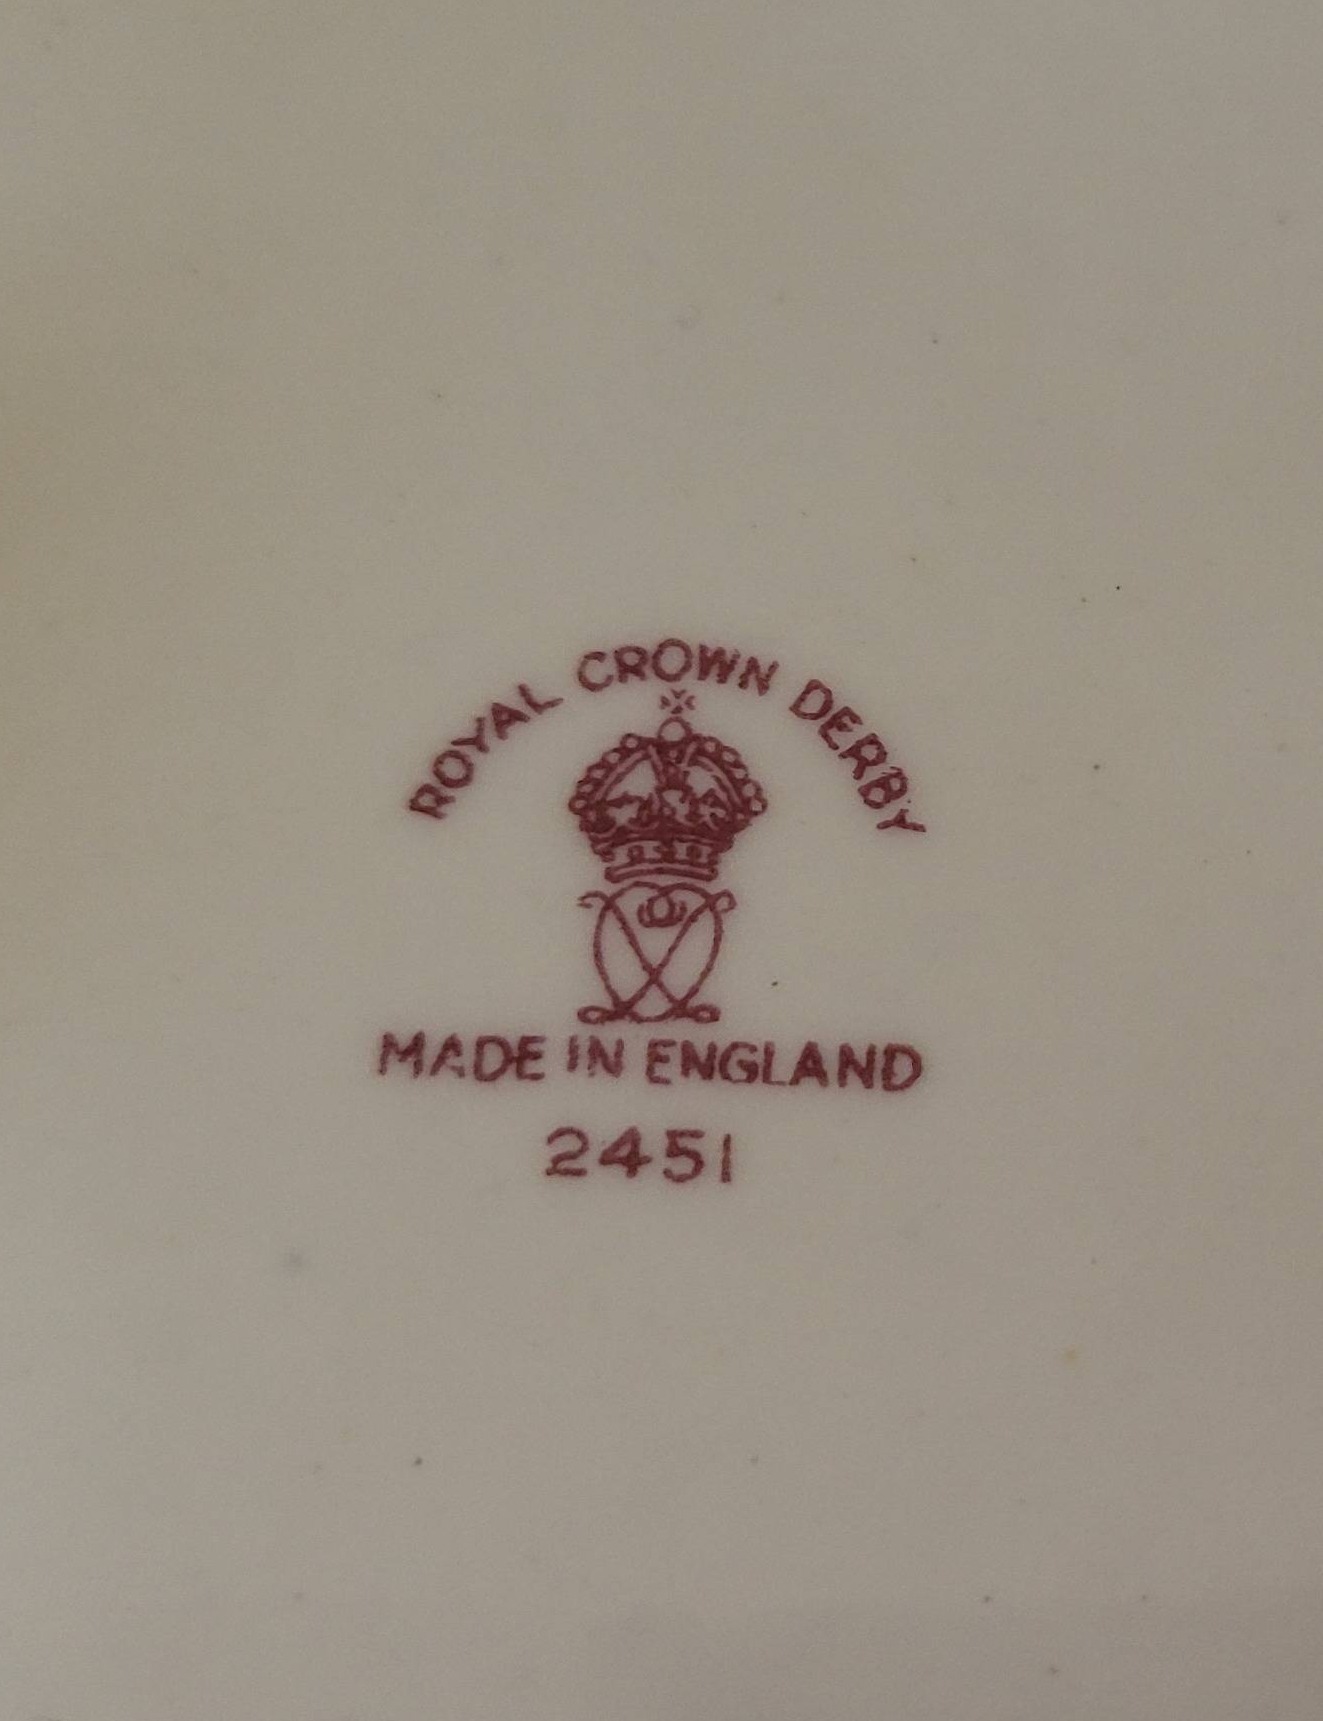 ROYAL CROWN DERBY
MADE IN ENGLAND
2451